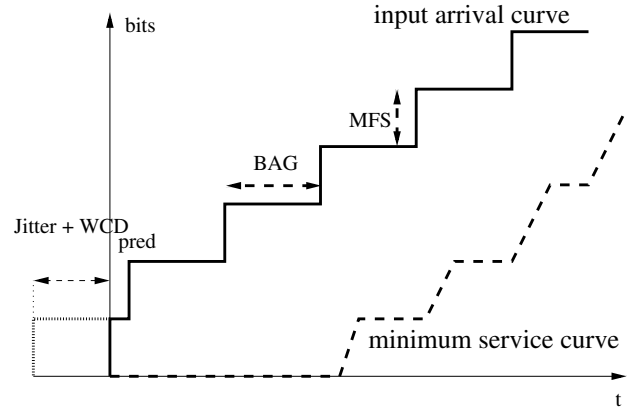 bits
input arrival curve
MFS
BAG
Jitter + WCD
pred
minimum service curve
t